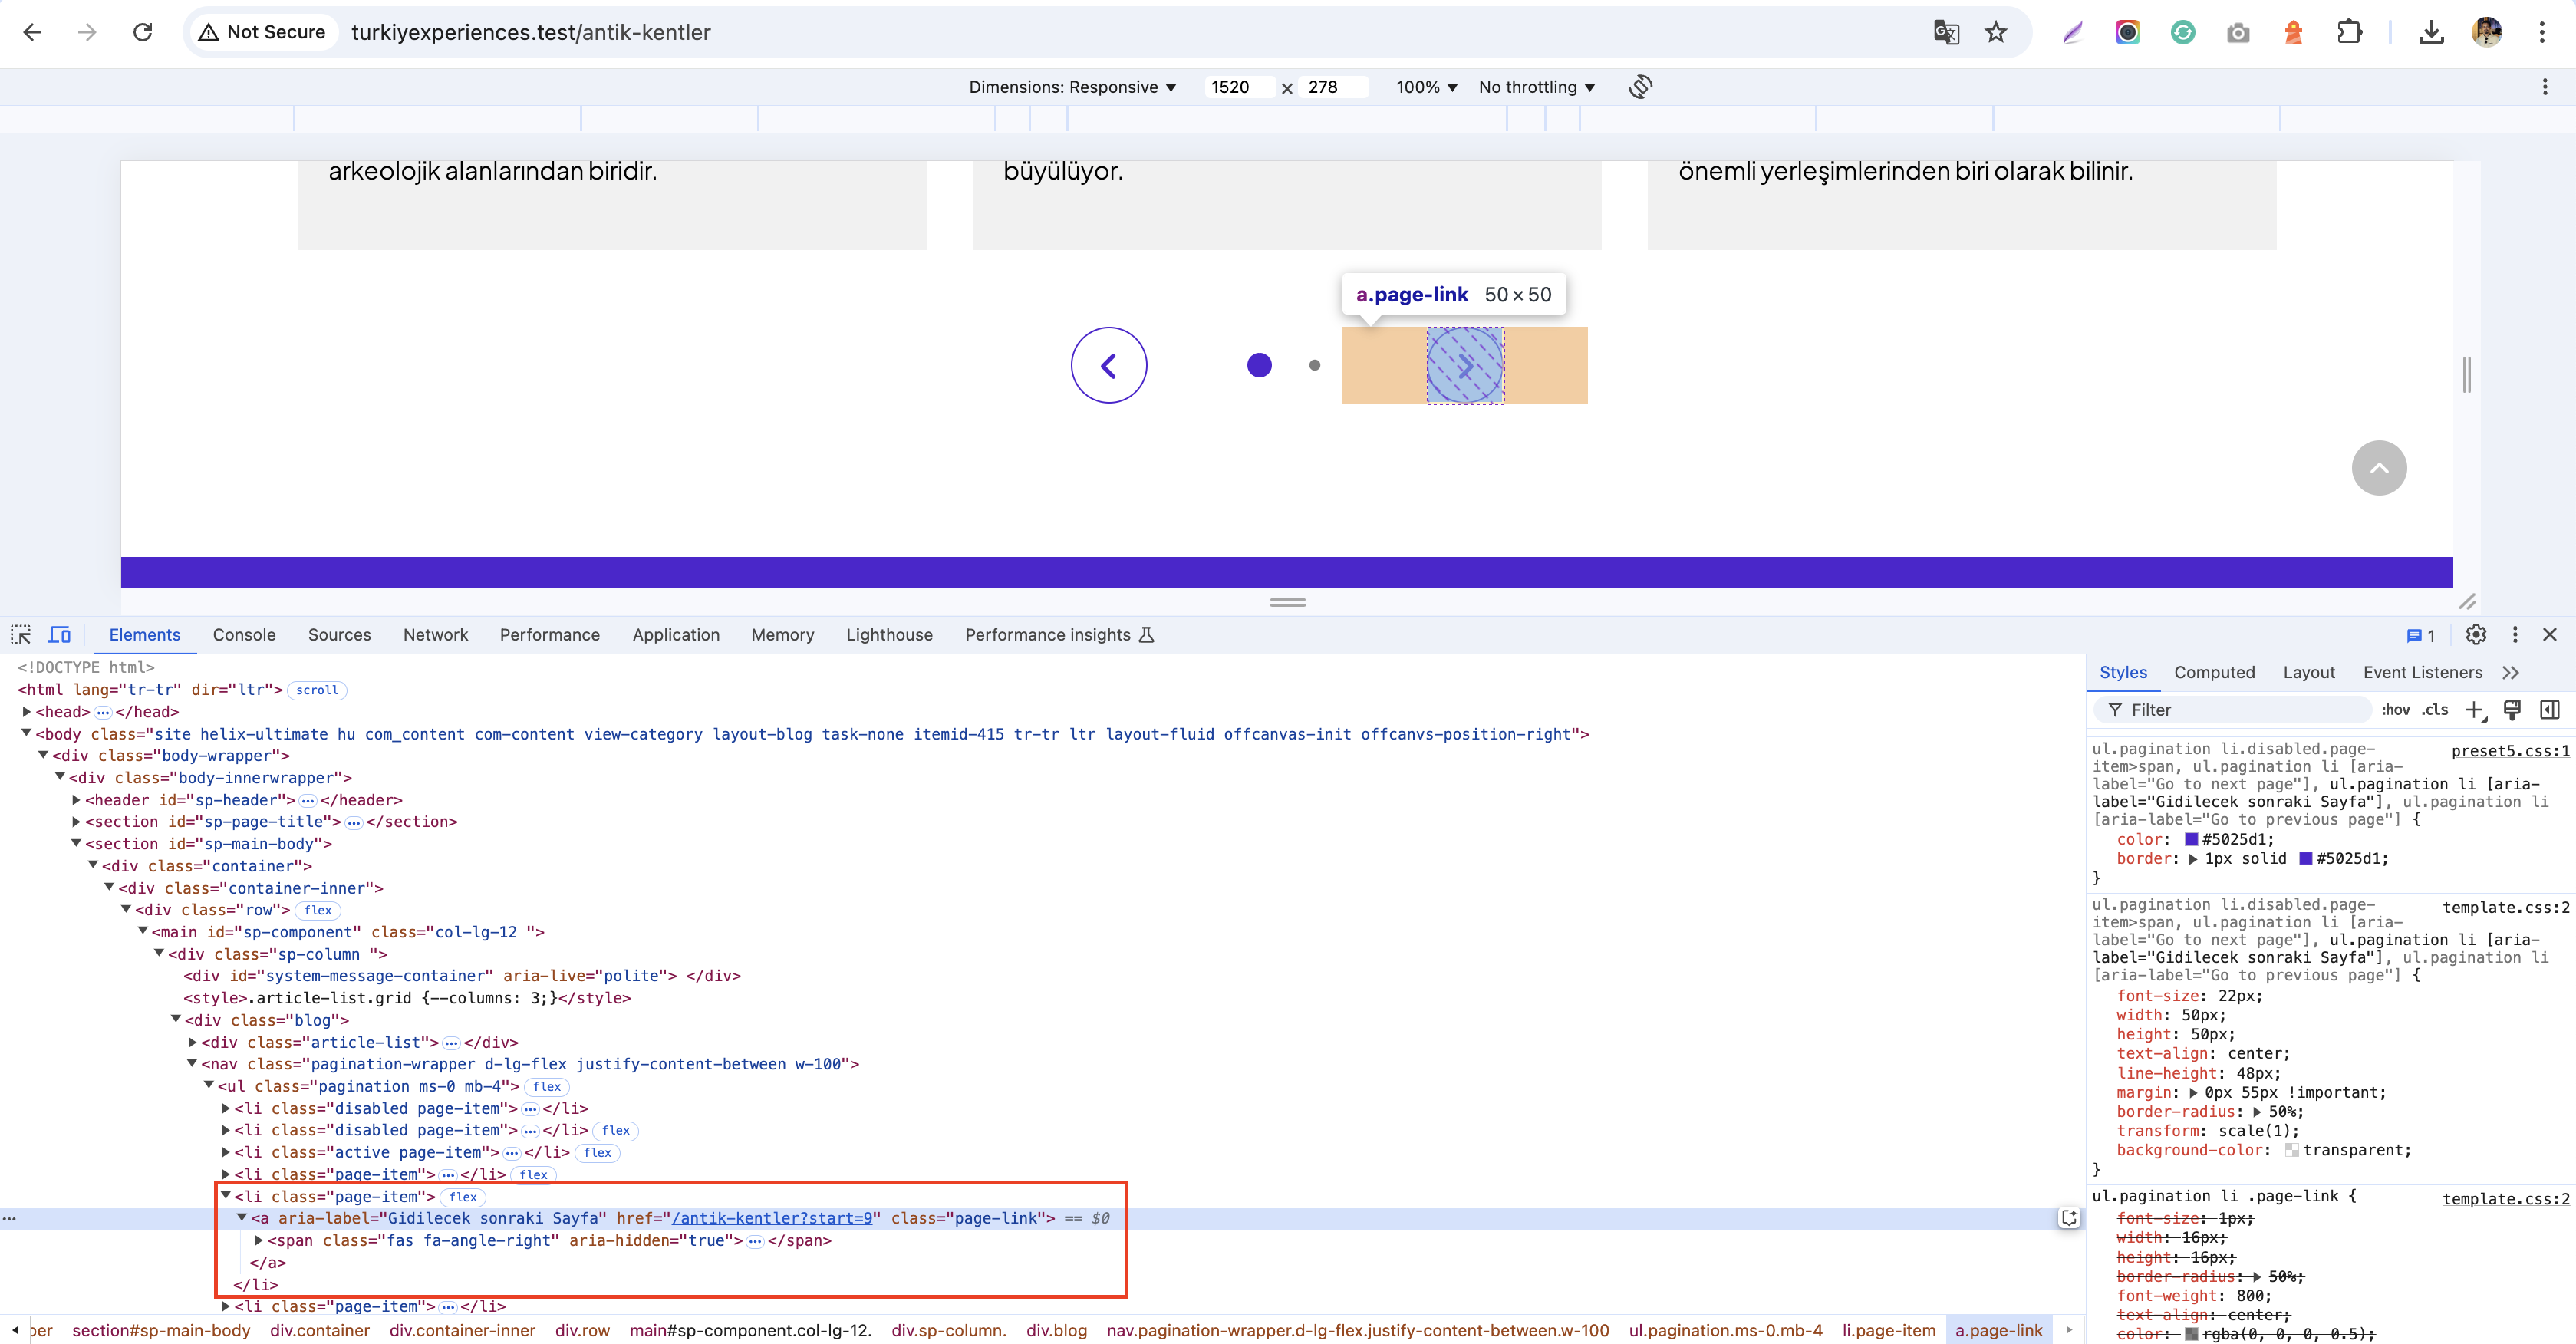 Not Secure turkiyexperiences.test/antik-kentler
Dimensions: Responsive ▼ 1520 × 278 100% ▼ No throttling ▼
arkeolojik alanlarından biridir.
büyülüyor.
önemli yerleşimlerinden biri olarak bilinir.
a.page-link 50 × 50
Elements Console Sources Network Performance Application Memory Lighthouse Performance insights 1
<!DOCTYPE html>
<html lang="tr-tr" dir="ltr"> scroll
<head> ••• </head>
<body class="site helix-ultimate hu com_content com-content view-category layout-blog task-none itemid-415 tr-tr ltr layout-fluid offcanvas-init offcanvs-position-right">
<div class="body-wrapper">
<div class="body-innerwrapper">
<header id="sp-header"> ••• </header>
<section id="sp-page-title"> ••• </section>
<section id="sp-main-body">
<div class="container">
<div class="container-inner">
<div class="row"> flex
<main id="sp-component" class="col-lg-12 ">
<div class="sp-column ">
<div id="system-message-container" aria-live="polite"> </div>
<style>.article-list.grid {--columns: 3;}</style>
<div class="blog">
<div class="article-list"> ••• </div>
<nav class="pagination-wrapper d-lg-flex justify-content-between w-100">
<ul class="pagination ms-0 mb-4"> flex
<li class="disabled page-item"> ••• </li>
<li class="disabled page-item"> ••• </li> flex
<li class="active page-item"> ••• </li> flex
<li class="page-item"> ••• </li> flex
<li class="page-item"> flex
<a aria-label="Gidilecek sonraki Sayfa" href="/antik-kentler?start=9" class="page-link"> == $0
<span class="fas fa-angle-right" aria-hidden="true"> ••• </span>
</a>
</li>
<li class="page-item"> ••• </li>
per section#sp-main-body div.container div.container-inner div.row main#sp-component.col-lg-12. div.sp-column. div.blog nav.pagination-wrapper.d-lg-flex.justify-content-between.w-100 ul.pagination.ms-0.mb-4 li.page-item a.page-link
Styles Computed Layout Event Listeners
Filter :hov .cls
ul.pagination li.disabled.page- preset5.css:1
item>span, ul.pagination li [aria-
label="Go to next page"], ul.pagination li [aria-
label="Gidilecek sonraki Sayfa"], ul.pagination li
[aria-label="Go to previous page"] {
color: #5025d1;
border: 1px solid #5025d1;
}
ul.pagination li.disabled.page- template.css:2
item>span, ul.pagination li [aria-
label="Go to next page"], ul.pagination li [aria-
label="Gidilecek sonraki Sayfa"], ul.pagination li
[aria-label="Go to previous page"] {
font-size: 22px;
width: 50px;
height: 50px;
text-align: center;
line-height: 48px;
margin: 0px 55px !important;
border-radius: 50%;
transform: scale(1);
background-color: transparent;
}
ul.pagination li .page-link { template.css:2
font-size: 1px;
width: 16px;
height: 16px;
border-radius: 50%;
font-weight: 800;
text-align: center;
color: rgba(0, 0, 0, 0.5);